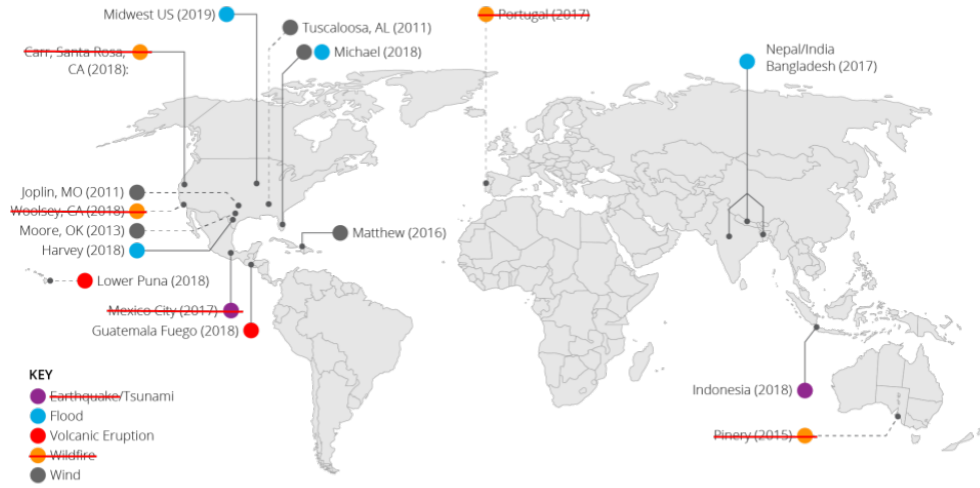 Midwest US (2019)
Tuscaloosa, AL (2011)
Portugal (2017)
Carr, Santa Rosa,
CA (2018):
Michael (2018)
Nepal/India
Bangladesh (2017)
Joplin, MO (2011)
Woolsey, CA (2018)
Moore, OK (2013)
Harvey (2018)
Matthew (2016)
Lower Puna (2018)
Mexico City (2017)
Guatemala Fuego (2018)
Indonesia (2018)
Pinery (2015)
KEY
Earthquake/Tsunami
Flood
Volcanic Eruption
Wildfire
Wind